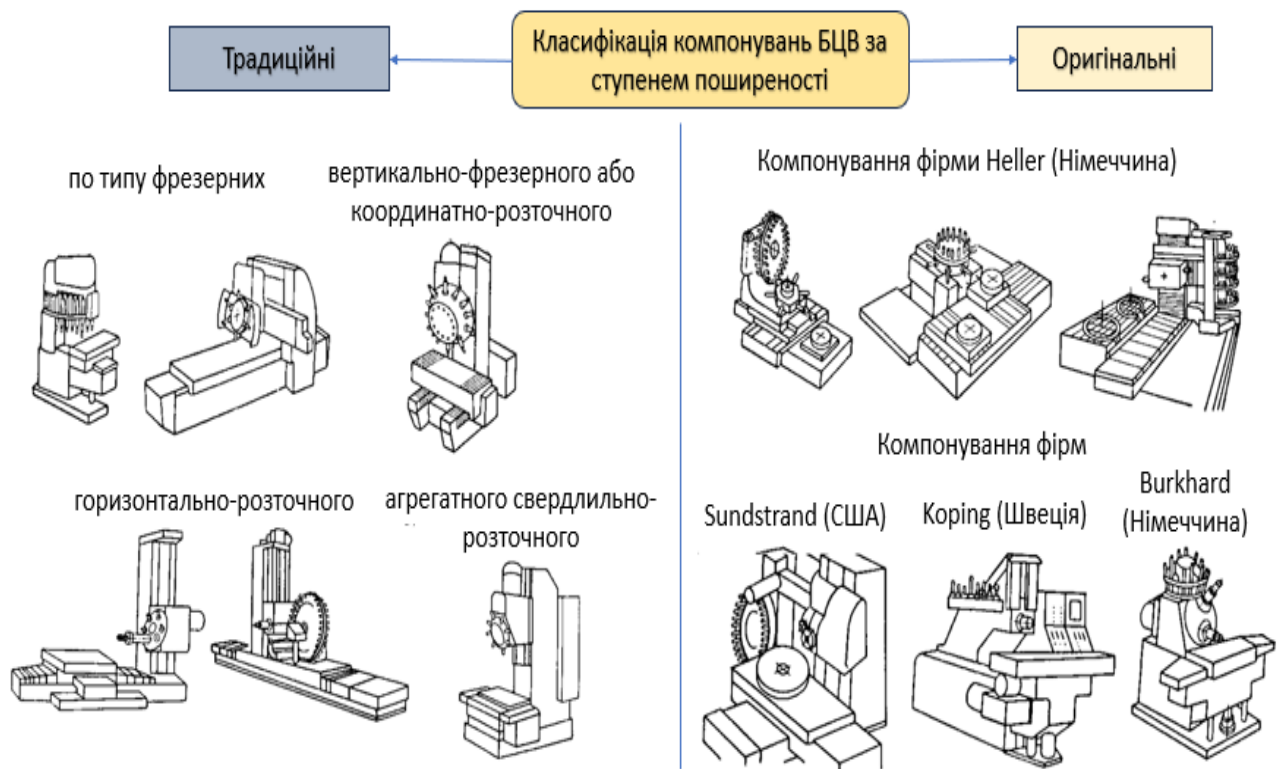 Класифікація компонувань БЦВ за
ступенем поширеності
Традиційні
Оригінальні
по типу фрезерних
вертикально-фрезерного або
координатно-розточного
горизонтально-розточного
агрегатного свердлильно-
розточного
Компонування фірми Heller (Німеччина)
Компонування фірм
Sundstrand (США)
Koping (Швеція)
Burkhard
(Німеччина)